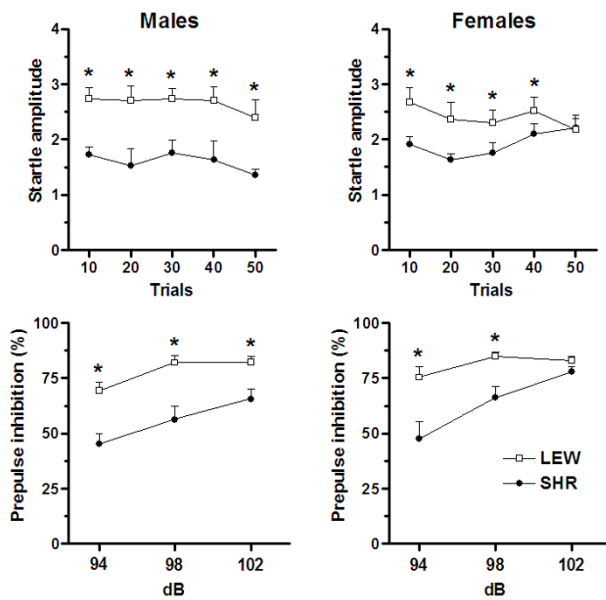 Males
Females
Startle amplitude
4
3
2
1
0
* * * * *
10 20 30 40 50
Trials
Startle amplitude
4
3
2
1
0
* * * *
10 20 30 40 50
Trials
Prepulse inhibition (%)
100
75
50
25
0
* * *
94 98 102
dB
Prepulse inhibition (%)
100
75
50
25
0
* *
LEW
SHR
94 98 102
dB